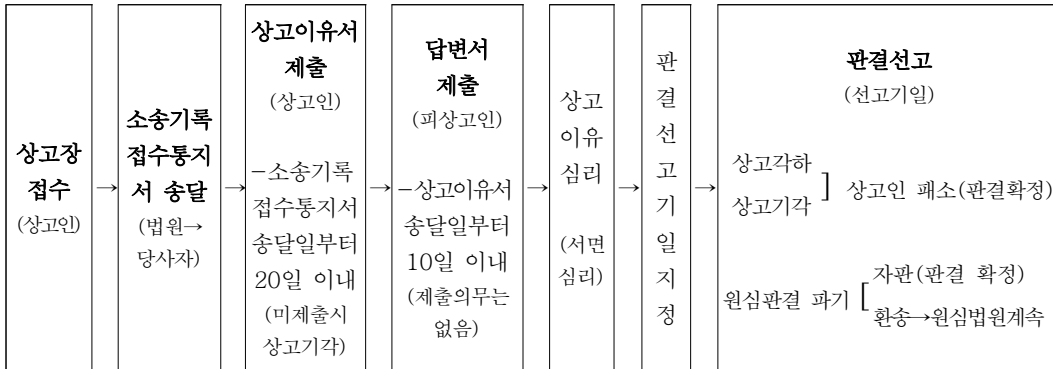 상고장
접수
(상고인)
→
소송기록
접수통지
서 송달
(법원→
당사자)
→
상고이유서
제출
(상고인)
-소송기록
접수통지서
송달일부터
20일 이내
(미제출시
상고기각)
→
답변서
제출
(피상고인)
-상고이유서
송달일부터
10일 이내
(제출의무는
없음)
→
상고
이유
심리
(서면
심리)
→
판
결
선
고
기
일
지
정
→
판결선고
(선고기일)
상고각하
상고기각
] 상고인 패소(판결확정)
원심판결 파기 [
자판(판결 확정)
환송→원심법원계속